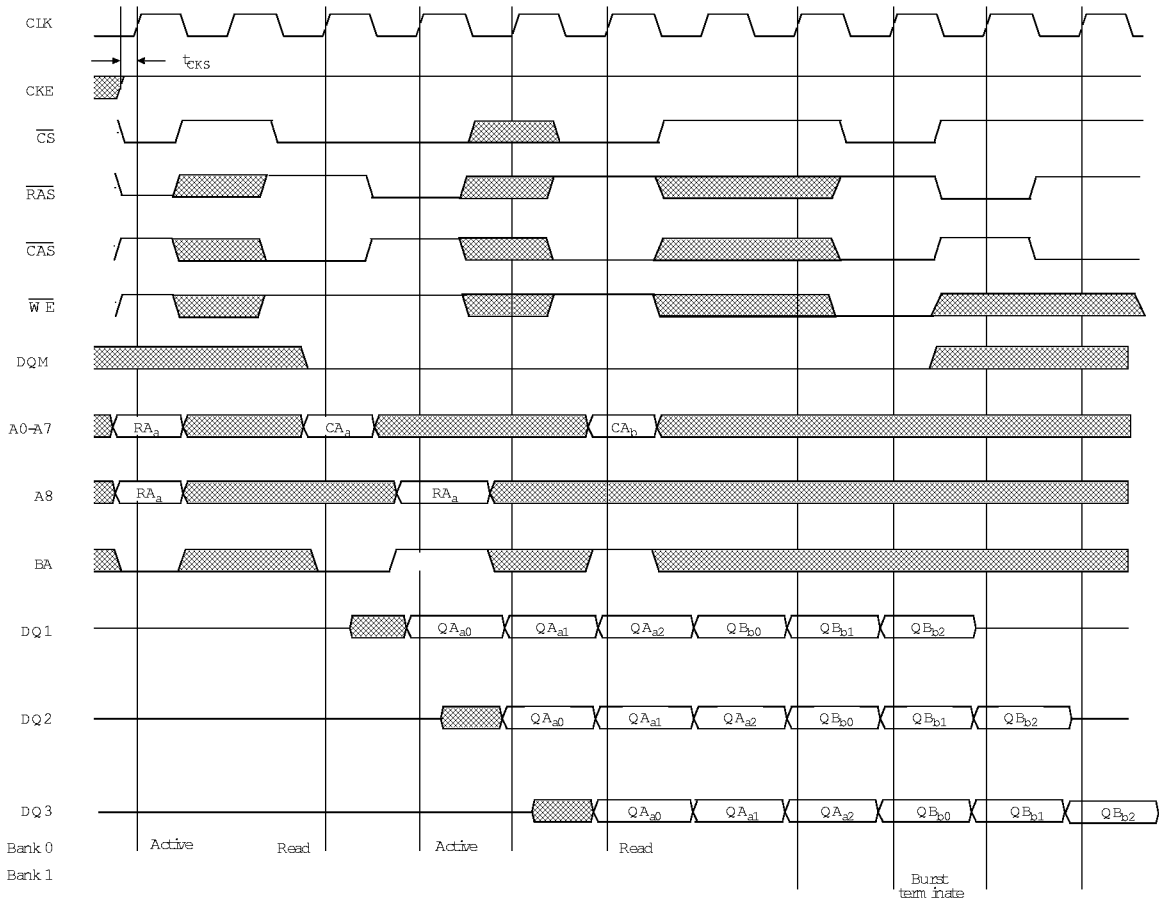 CLK
tCKS
CKE
CS
RAS
CAS
WE
DQM
A0-A7 RAa CAa CAb
A8 RAa RAa
BA
DQ1 QAa0 QAa1 QAa2 QBb0 QBb1 QBb2
DQ2 QAa0 QAa1 QAa2 QBb0 QBb1 QBb2
DQ3 QAa0 QAa1 QAa2 QBb0 QBb1 QBb2
Bank 0 Active Read Active Read
Bank 1
Burst
terminate